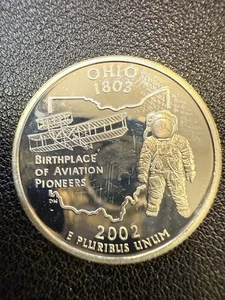 OHIO
1803
BIRTHPLACE
OF AVIATION
PIONEERS
2002
E PLURIBUS UNUM